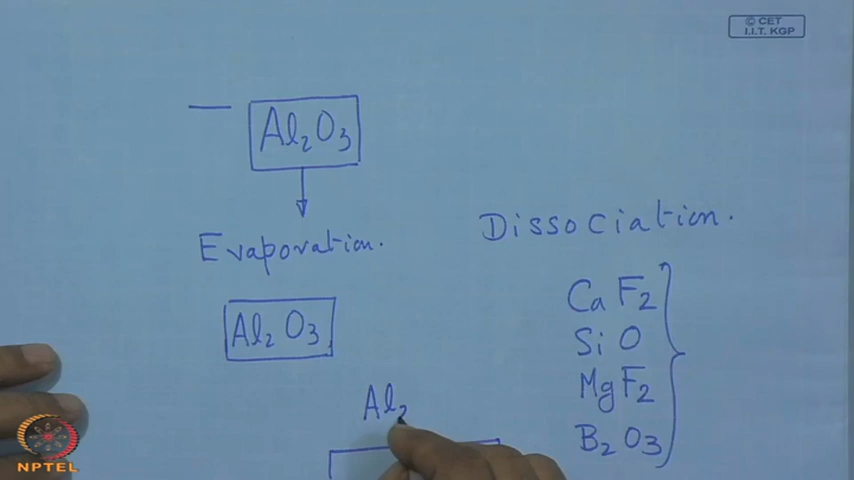 © CET
I.I.T. KGP
Al2O3
Evaporation.
Dissociation.
CaF2
SiO
MgF2
B2O3
Al2O3
Al2
NPTEL